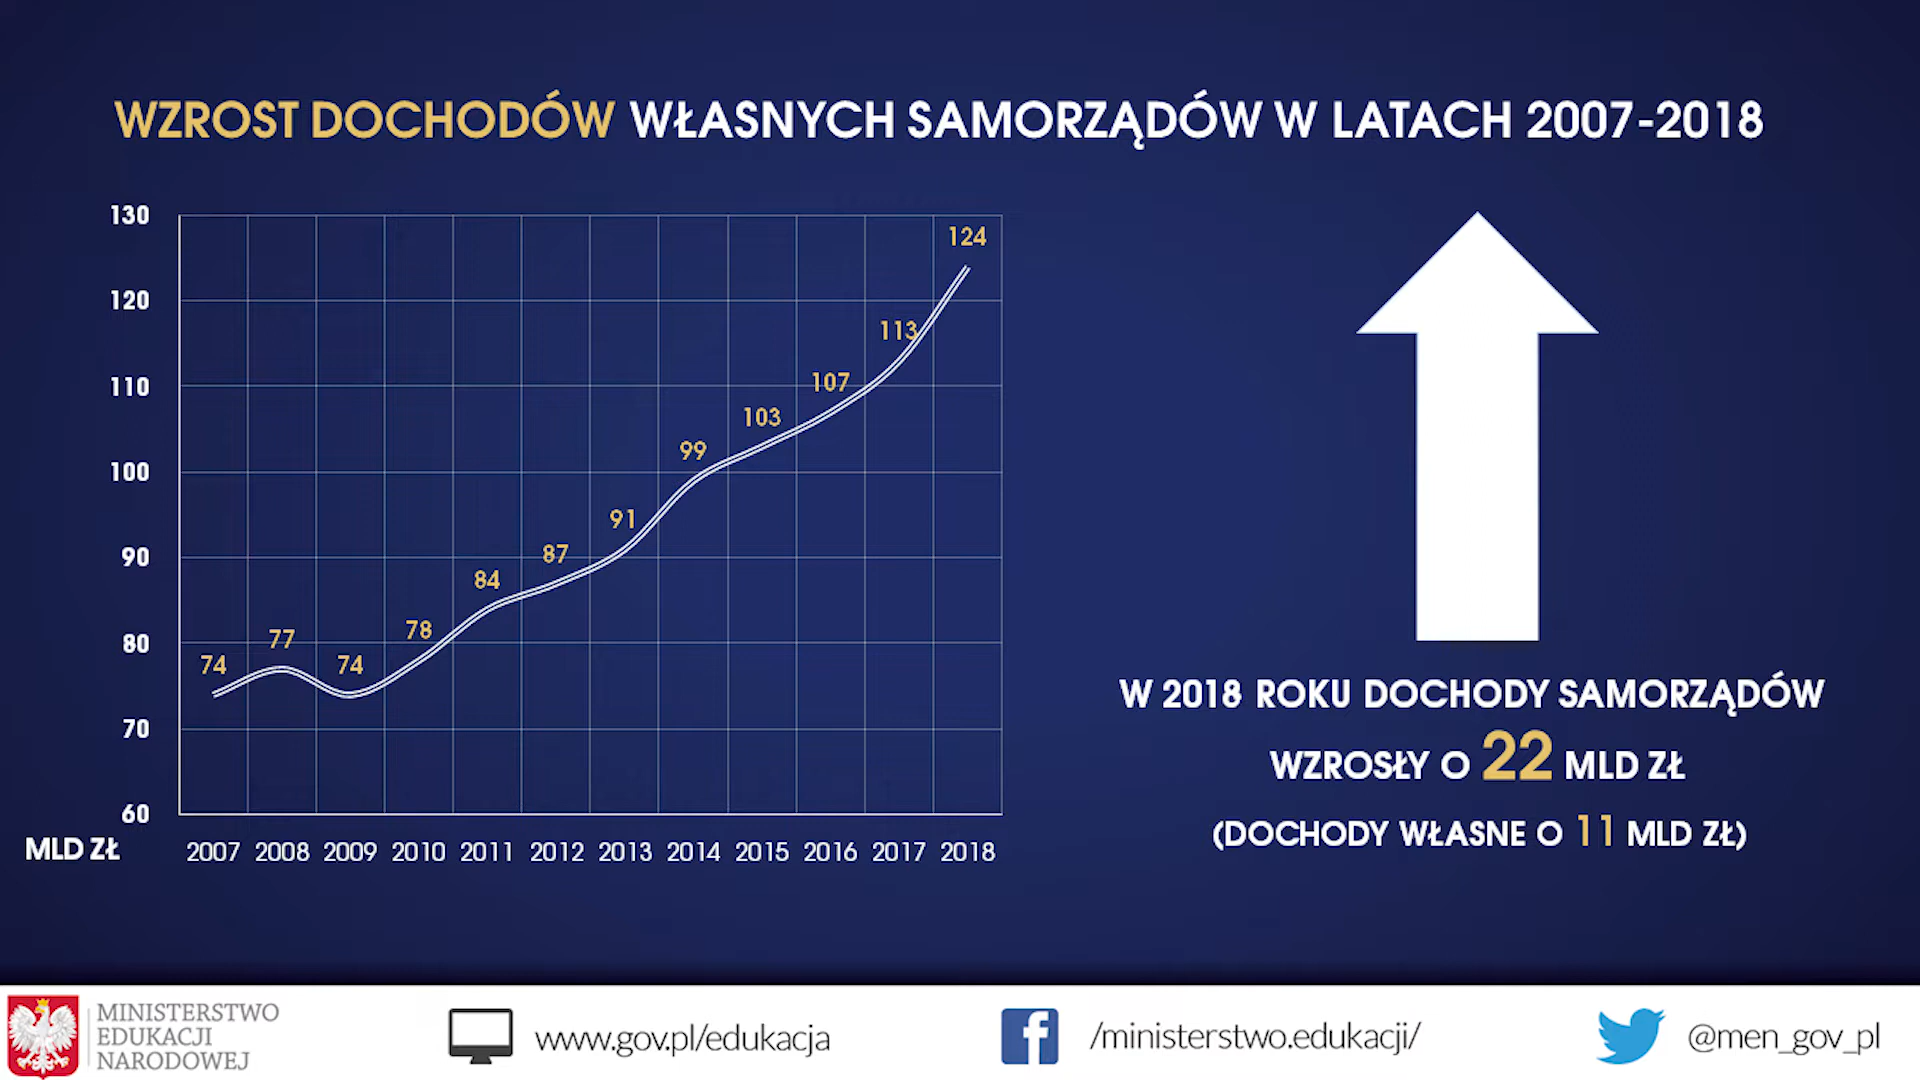 WZROST DOCHODÓW WŁASNYCH SAMORZĄDÓW W LATACH 2007-2018
130
120
110
100
90
80
70
60
MLD ZŁ
74
77
74
78
84
87
91
99
103
107
113
124
2007 2008 2009 2010 2011 2012 2013 2014 2015 2016 2017 2018
W 2018 ROKU DOCHODY SAMORZĄDÓW
WZROSŁY O 22 MLD ZŁ
(DOCHODY WŁASNE O 11 MLD ZŁ)
MINISTERSTWO
EDUKACJI
NARODOWEJ
www.gov.pl/edukacja
/ministerstwo.edukacji/
@men_gov_pl